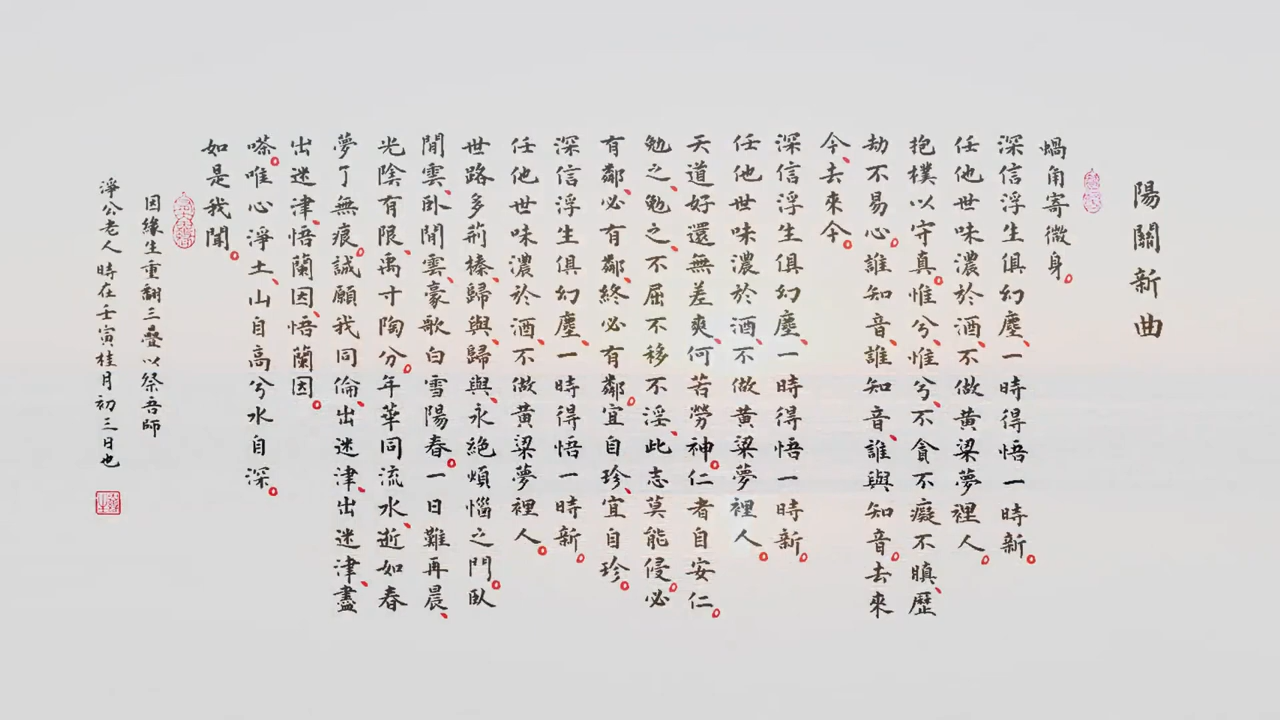 陽關新曲
蝸角寄微身。
深信浮生俱幻塵、一時得悟一時新。
任他世味濃於酒、不做黃梁夢裡人。
抱樸以守真。惟兮、惟兮、不貪不癡不瞋、歷
劫不易心。誰知音、誰知音、誰與知音。去來
今、去來今。
深信浮生俱幻塵、一時得悟一時新。
任他世味濃於酒、不做黃梁夢裡人。
天道好還無差爽、何苦勞神。仁者自安仁。
勉之、勉之、不屈不移不淫、此志莫能侵。必
有鄰、必有鄰、終必有鄰。宜自珍、宜自珍。
深信浮生俱幻塵、一時得悟一時新。
任他世味濃於酒、不做黃梁夢裡人。
世路多荊榛、歸與、歸與、永絕煩惱之門。臥
閒雲、臥閒雲、豪歌白雪陽春。一日難再晨、
光陰有限、禹寸陶分。年華同流水、逝如春
夢了無痕。誠願我同倫、出迷津、出迷津、盡
出迷津、悟蘭因、悟蘭因。
嗏。唯心淨土、山自高兮水自深。
如是我聞。
因緣生重翻三疊以祭吾師
淨公老人時在壬寅桂月初三日也